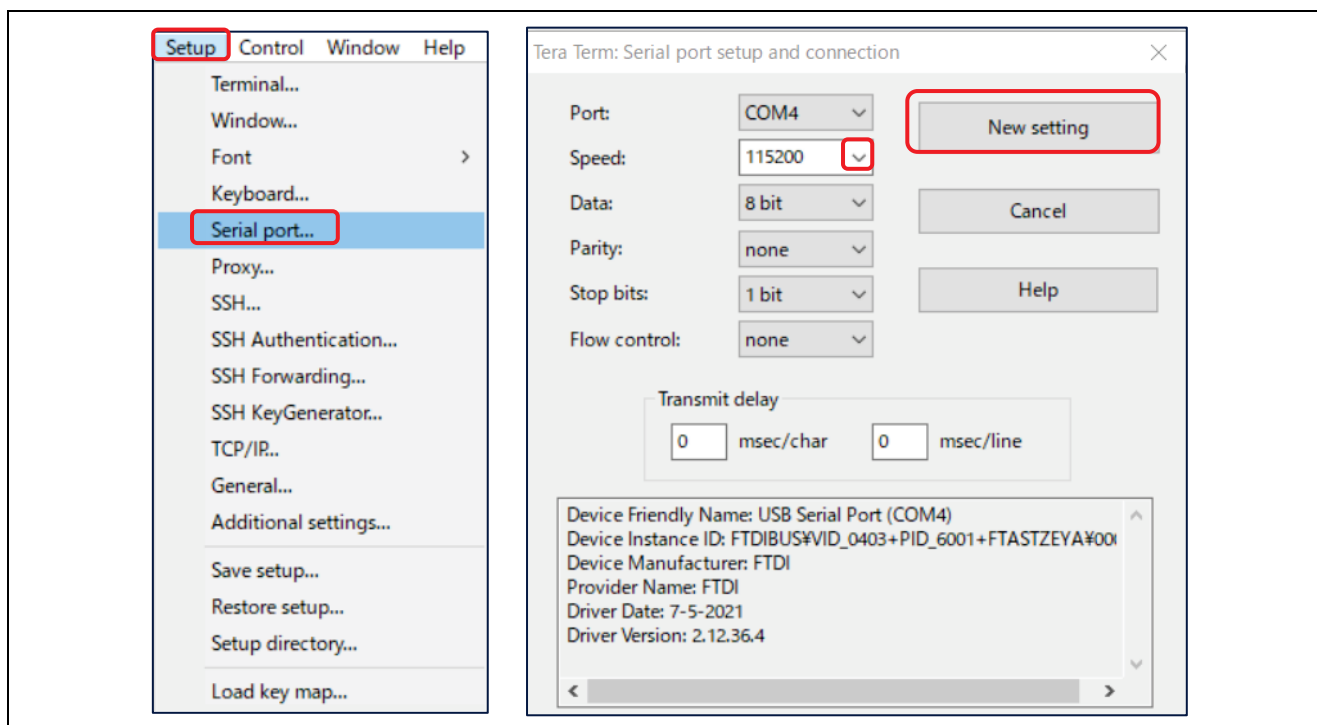 Setup Control Window Help
Terminal...
Window...
Font
Keyboard...
Serial port...
Proxy...
SSH...
SSH Authentication...
SSH Forwarding...
SSH KeyGenerator...
TCP/IP...
General...
Additional settings...
Save setup...
Restore setup...
Setup directory...
Load key map...
Tera Term: Serial port setup and connection
Port: COM4 New setting
Speed: 115200
Data: 8 bit Cancel
Parity: none
Stop bits: 1 bit Help
Flow control: none
Transmit delay
0 msec/char 0 msec/line
Device Friendly Name: USB Serial Port (COM4)
Device Instance ID: FTDIBUS¥VID_0403+PID_6001+FTASTZEYA¥00
Device Manufacturer: FTDI
Provider Name: FTDI
Driver Date: 7-5-2021
Driver Version: 2.12.36.4